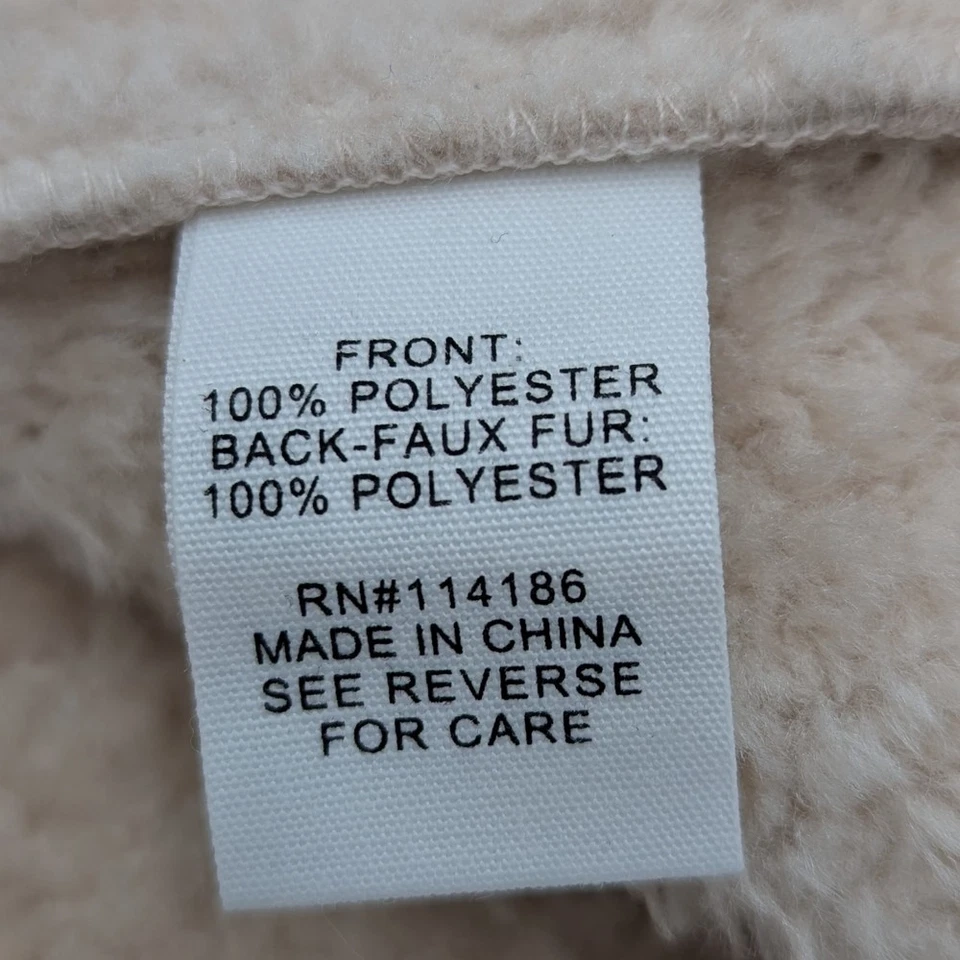 FRONT:
100% POLYESTER
BACK-FAUX FUR:
100% POLYESTER
RN#114186
MADE IN CHINA
SEE REVERSE
FOR CARE